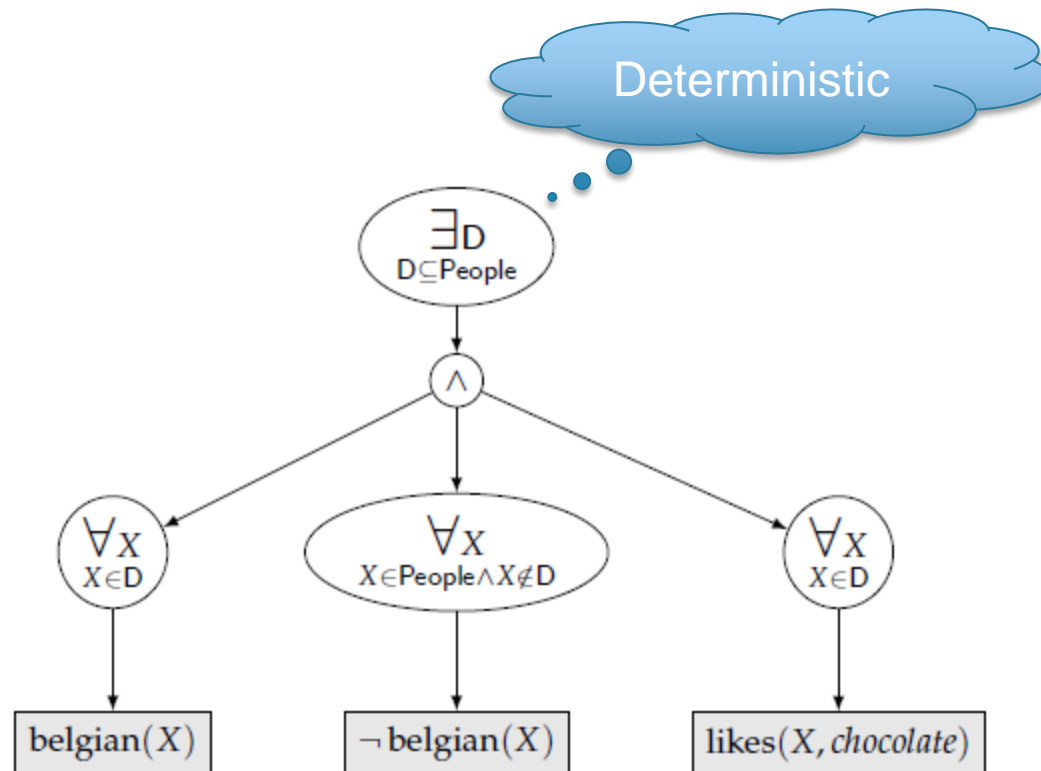 Deterministic
∃D
D⊆People
∧
∀X
X∈D
∀X
X∈People∧X∉D
∀X
X∈D
belgian(X)
¬ belgian(X)
likes(X, chocolate)